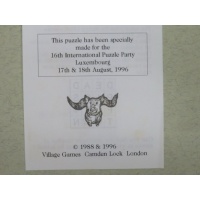 This puzzle has been specially
made for the
16th International Puzzle Party
Luxembourg
17th & 18th August, 1996
© 1988 & 1996
Village Games Camden Lock London